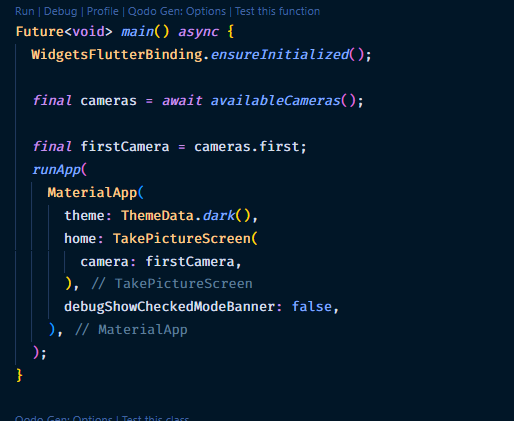 Run | Debug | Profile | Qodo Gen: Options | Test this function
Future<void> main() async {
  WidgetsFlutterBinding.ensureInitialized();

  final cameras = await availableCameras();

  final firstCamera = cameras.first;
  runApp(
    MaterialApp(
      theme: ThemeData.dark(),
      home: TakePictureScreen(
        camera: firstCamera,
      ), // TakePictureScreen
      debugShowCheckedModeBanner: false,
    ), // MaterialApp
  );
}
Qodo Gen: Options | Test this class